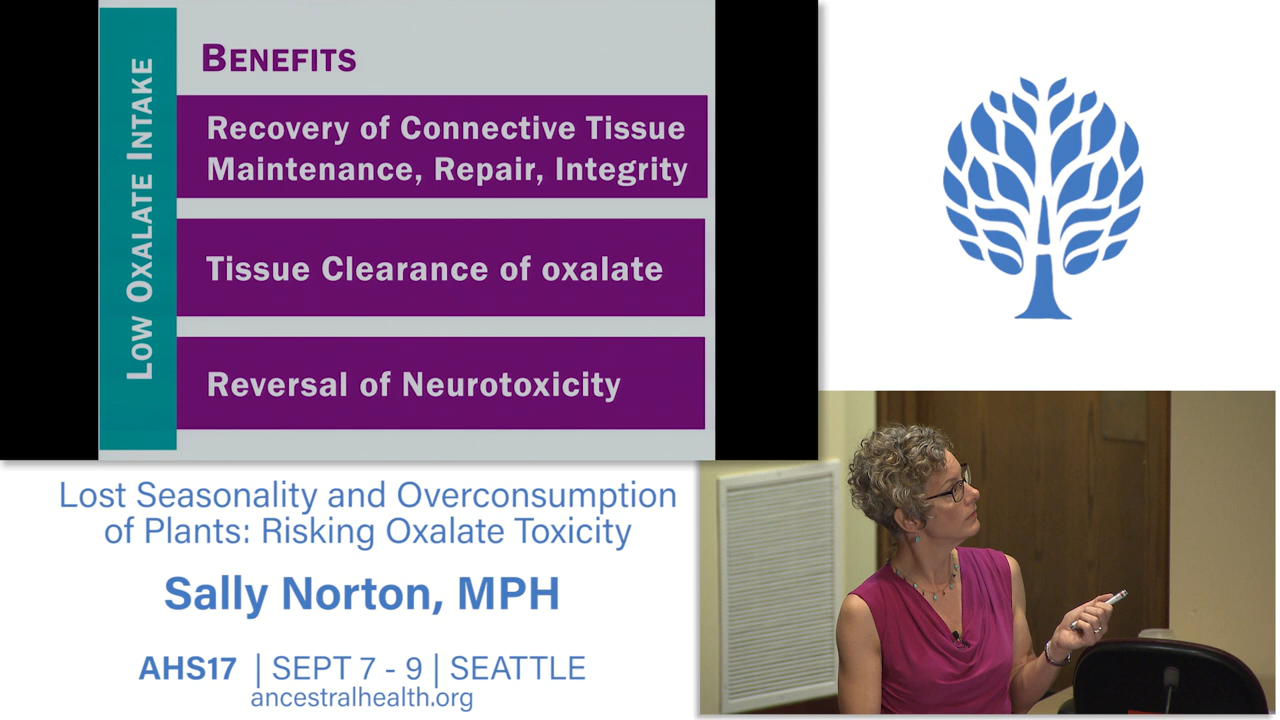 LOW OXALATE INTAKE
BENEFITS
Recovery of Connective Tissue
Maintenance, Repair, Integrity
Tissue Clearance of oxalate
Reversal of Neurotoxicity
Lost Seasonality and Overconsumption
of Plants: Risking Oxalate Toxicity
Sally Norton, MPH
AHS17 | SEPT 7 - 9 | SEATTLE
ancestralhealth.org